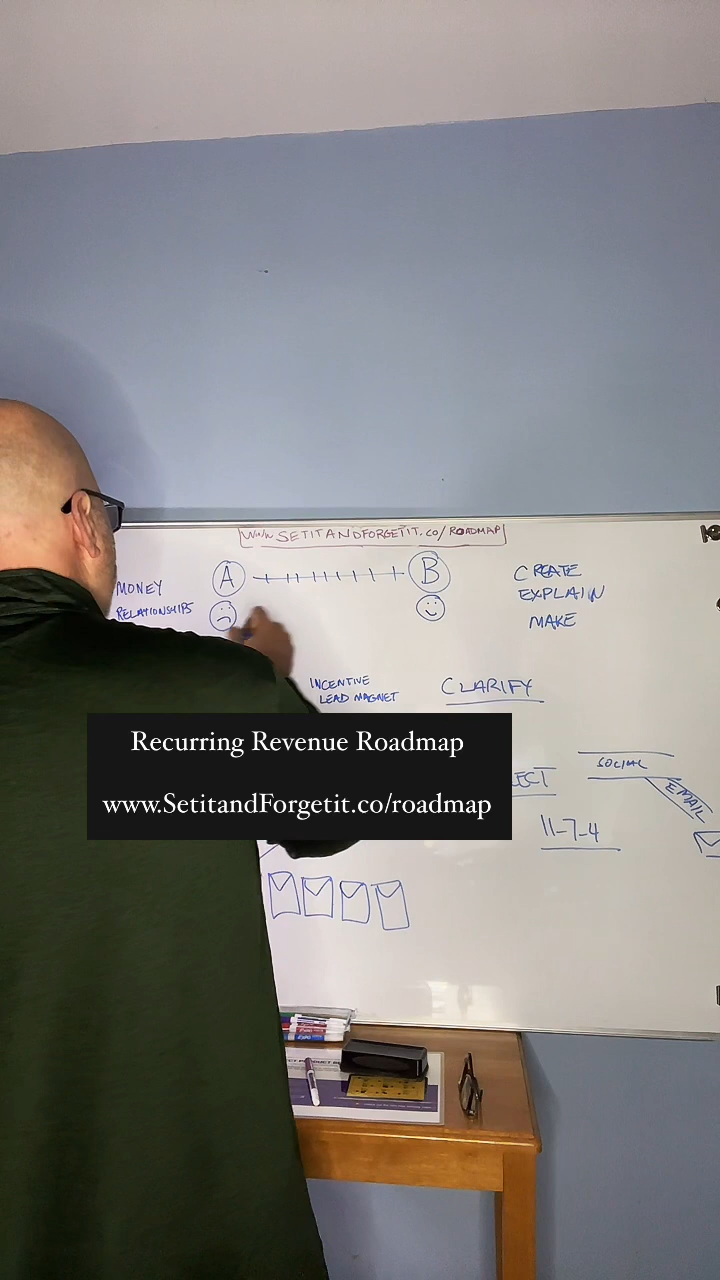 www.SETITANDFORGETIT.CO/ROADMAP
A
B
MONEY
RELATIONSHIPS
CREATE
EXPLAIN
MAKE
INCENTIVE
LEAD MAGNET
CLARIFY
Recurring Revenue Roadmap
www.SetitandForgetit.co/roadmap
ECT
SOCIAL
EMAIL
11-7-4